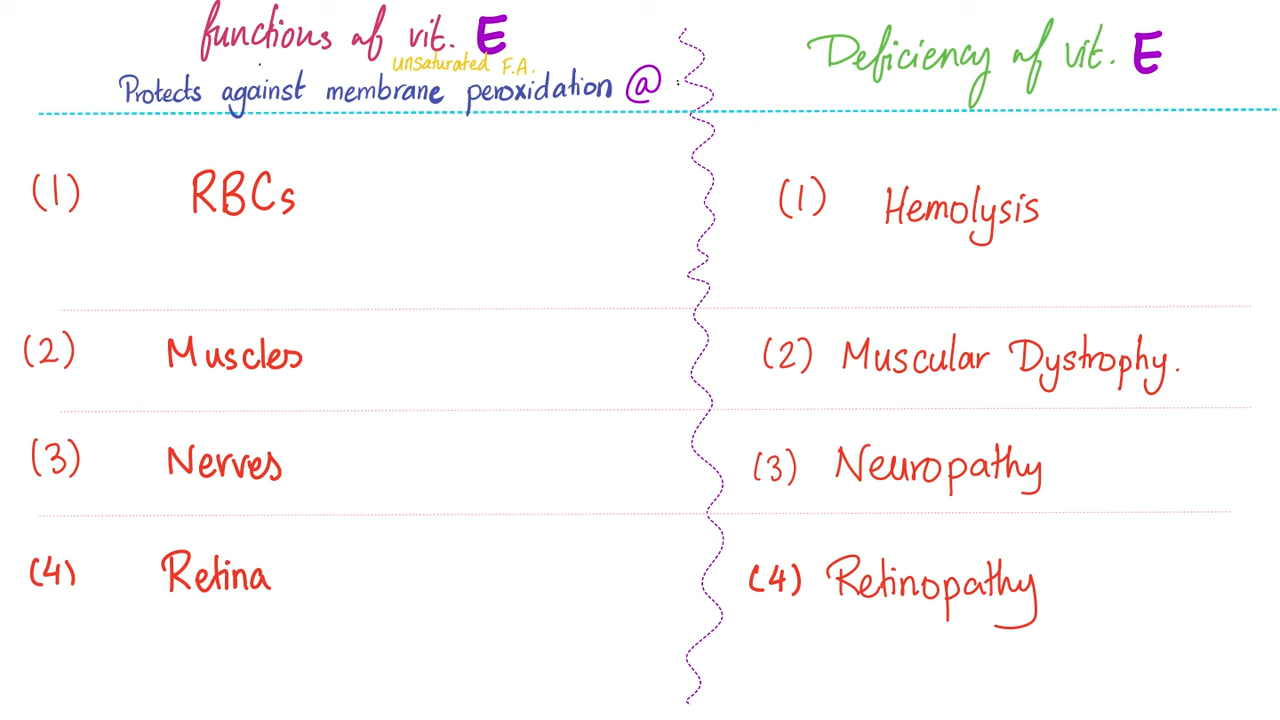 functions of vit. E
unsaturated F.A.
Protects against membrane peroxidation @ :
(1) RBCs
(2) Muscles
(3) Nerves
(4) Retina
Deficiency of vit. E
(1) Hemolysis
(2) Muscular Dystrophy.
(3) Neuropathy
(4) Retinopathy